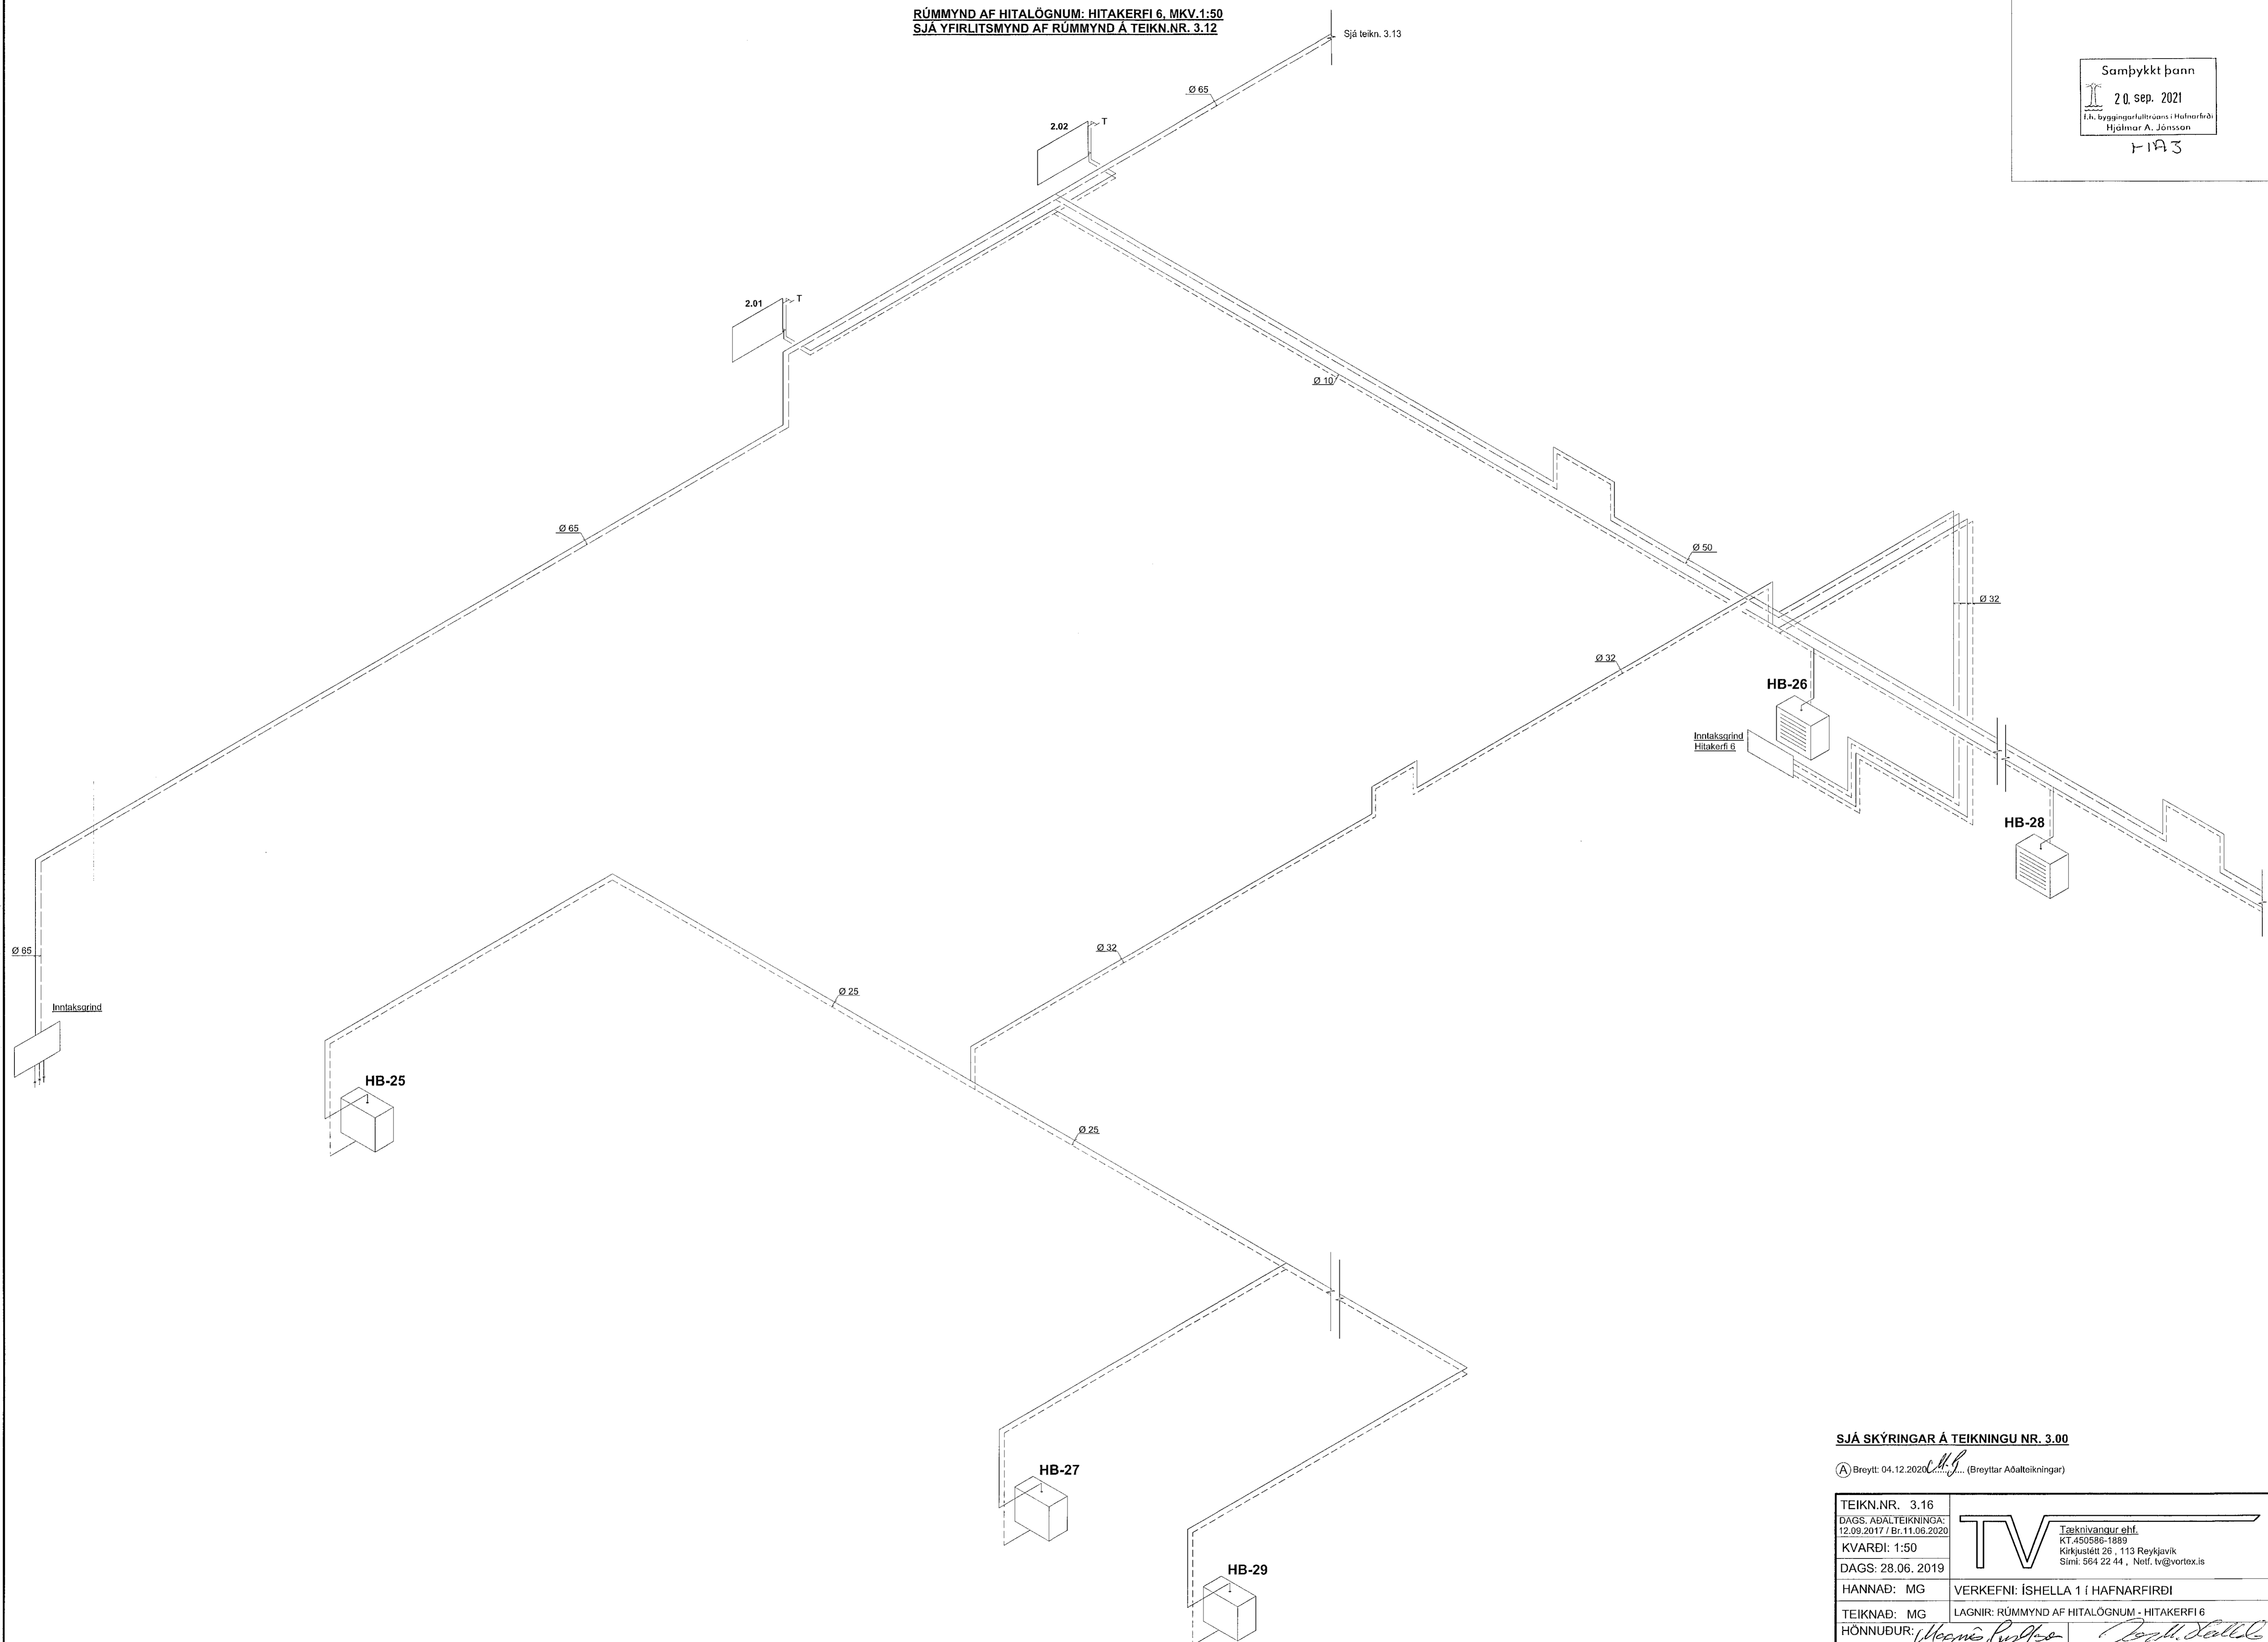 RÚMMYND AF HITALÖGNUM: HITAKERFI 6, MKV.1:50
SJÁ YFIRLITSMYND AF RÚMMYND Á TEIKN.NR. 3.12
Sjá teikn. 3.13
Samþykkt þann
20. sep. 2021
f.h. byggingarfulltrúans í Hafnarfirði
Hjálmar A. Jónsson
Ø 65
2.02
T
2.01
T
Ø 10
Ø 65
Ø 50
Ø 32
Ø 32
HB-26
Inntaksgrind
Hitakerfi 6
HB-28
Ø 65
Ø 32
Ø 25
Inntaksgrind
HB-25
Ø 25
HB-27
HB-29
SJÁ SKÝRINGAR Á TEIKNINGU NR. 3.00
A Breytt: 04.12.2020 M.G. (Breyttar Aðalteikningar)
TEIKN.NR. 3.16
DAGS. AÐALTEIKNINGA:
12.09.2017 / Br.11.06.2020
KVARÐI: 1:50
DAGS: 28.06. 2019
TV
Tæknivangur ehf.
KT.450586-1889
Kirkjustétt 26 , 113 Reykjavík
Sími: 564 22 44 , Netf. tv@vortex.is
HANNAÐ: MG
VERKEFNI: ÍSHELLA 1 Í HAFNARFIRÐI
TEIKNAÐ: MG
LAGNIR: RÚMMYND AF HITALÖGNUM - HITAKERFI 6
HÖNNUÐUR: